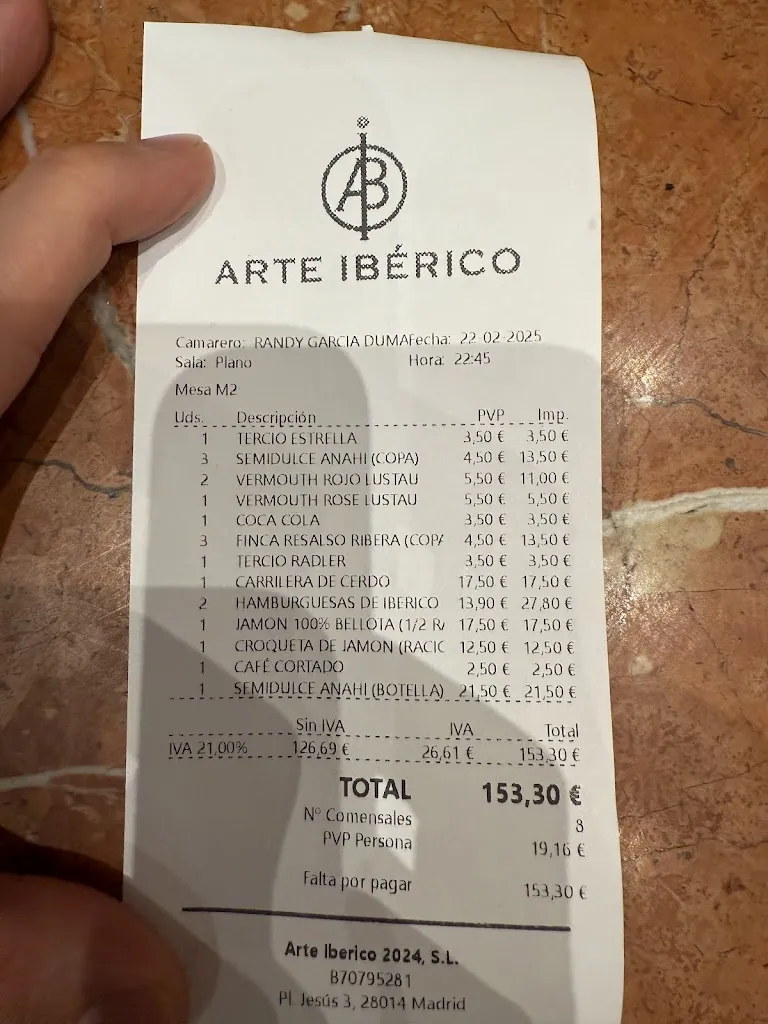 AB
ARTE IBÉRICO
Camarero: RANDY GARCIA DUMAFecha: 22-02-2025
Sala: Plano Hora: 22:45
Mesa M2
Uds. Descripción PVP Imp.
1 TERCIO ESTRELLA 3,50 € 3,50 €
3 SEMIDULCE ANAHI (COPA) 4,50 € 13,50 €
2 VERMOUTH ROJO LUSTAU 5,50 € 11,00 €
1 VERMOUTH ROSE LUSTAU 5,50 € 5,50 €
1 COCA COLA 3,50 € 3,50 €
3 FINCA RESALSO RIBERA (COPA 4,50 € 13,50 €
1 TERCIO RADLER 3,50 € 3,50 €
1 CARRILERA DE CERDO 17,50 € 17,50 €
2 HAMBURGUESAS DE IBERICO 13,90 € 27,80 €
1 JAMON 100% BELLOTA (1/2 RA 17,50 € 17,50 €
1 CROQUETA DE JAMON (RACIC 12,50 € 12,50 €
1 CAFÉ CORTADO 2,50 € 2,50 €
1 SEMIDULCE ANAHI (BOTELLA) 21,50 € 21,50 €
Sin IVA IVA Total
IVA 21,00% 126,69 € 26,61 € 153,30 €
TOTAL 153,30 €
Nº Comensales 8
PVP Persona 19,16 €
Falta por pagar 153,30 €
Arte Iberico 2024, S.L.
B70795281
Pl. Jesús 3, 28014 Madrid